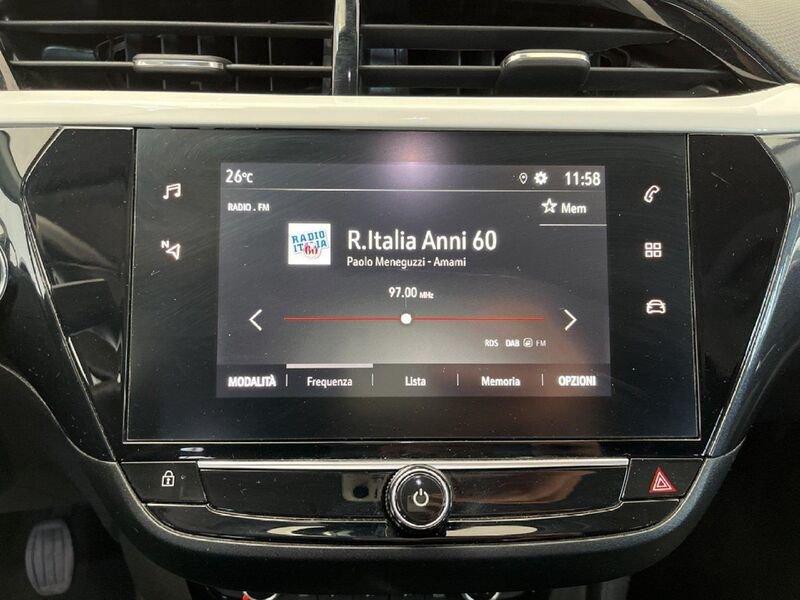 26°C
11:58
RADIO . FM
Mem
RADIO
ITALIA
60
R.Italia Anni 60
Paolo Meneguzzi - Amami
97.00 MHz
RDS DAB FM
MODALITÀ
Frequenza
Lista
Memoria
OPZIONI
N